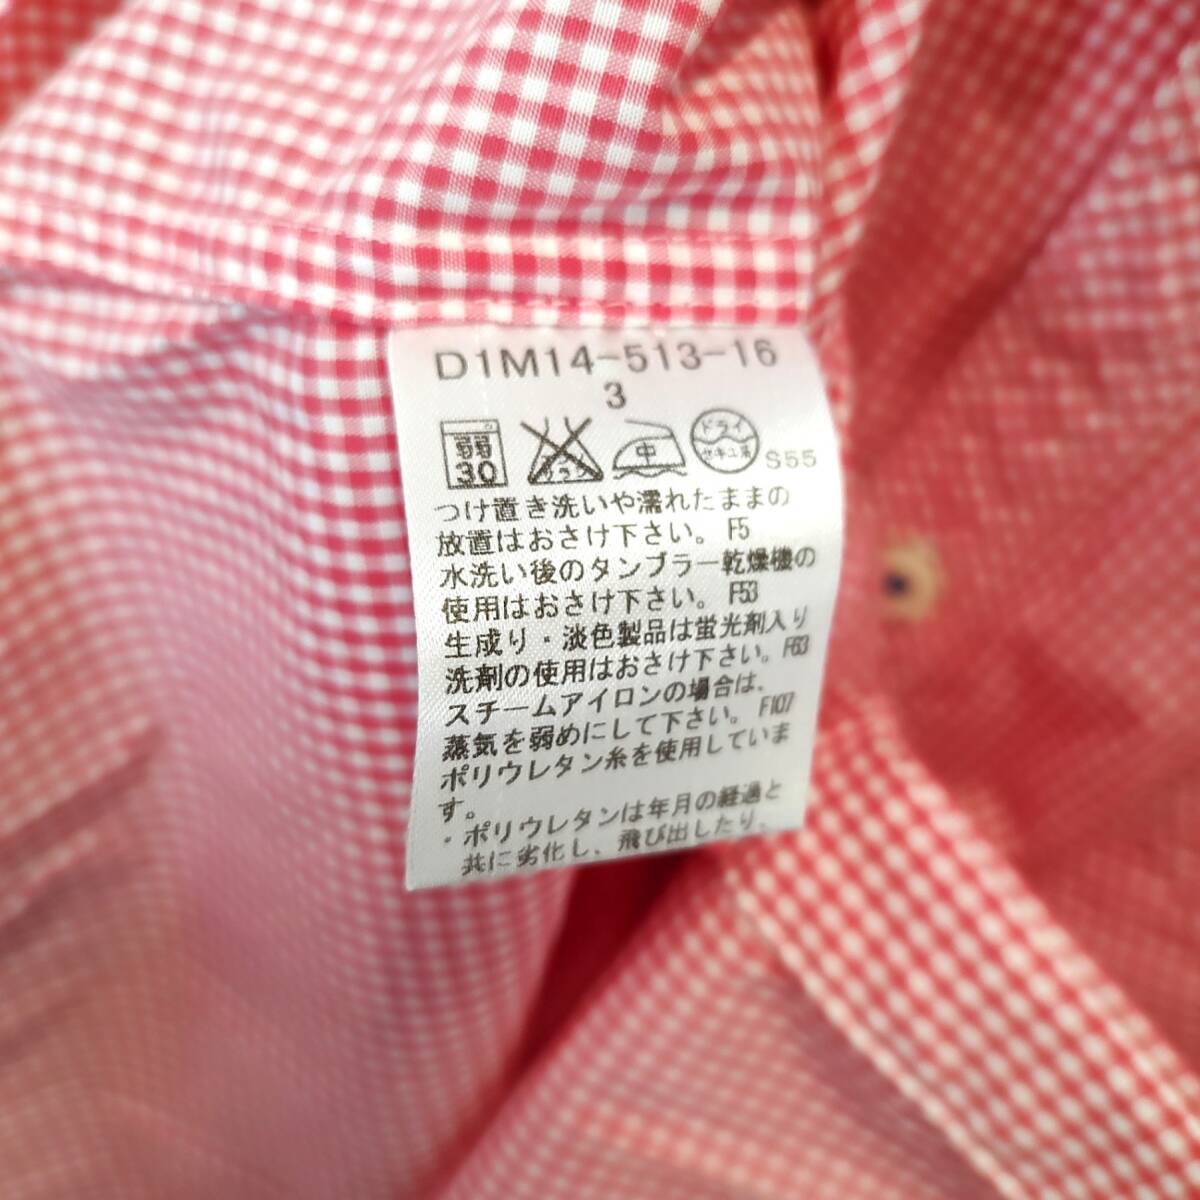 D1M14-513-16
3
弱 30 エンソサラシ 中 ドライ セキユ系 S55
つけ置き洗いや濡れたままの
放置はおさけ下さい。 F5
水洗い後のタンブラー乾燥機の
使用はおさけ下さい。 F53
生成り・淡色製品は蛍光剤入り
洗剤の使用はおさけ下さい。 F63
スチームアイロンの場合は、
蒸気を弱めにして下さい。 F107
ポリウレタン糸を使用していま
す。
・ポリウレタンは年月の経過と
共に劣化し、飛び出したり、